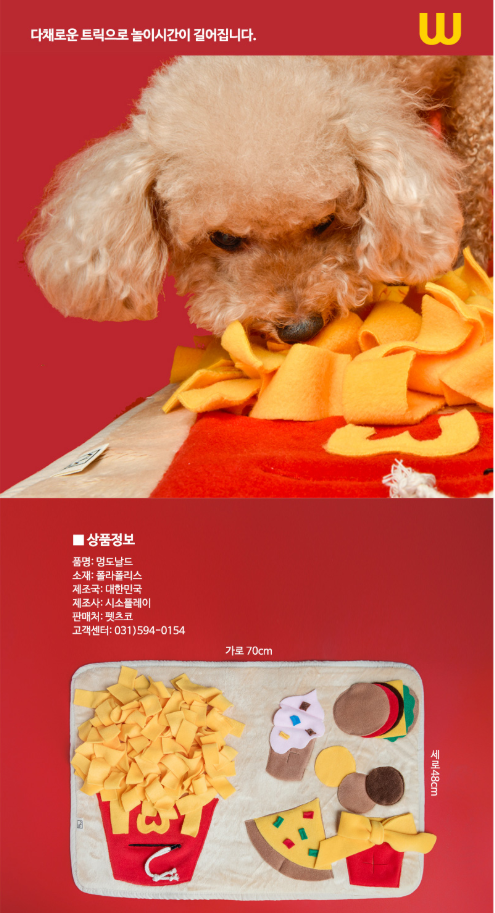 다채로운 트릭으로 놀이시간이 길어집니다.
W
■ 상품정보
품명: 멍도날드
소재: 폴라폴리스
제조국: 대한민국
제조사: 시소플레이
판매처: 펫츠코
고객센터: 031)594-0154
가로 70cm
세로48cm